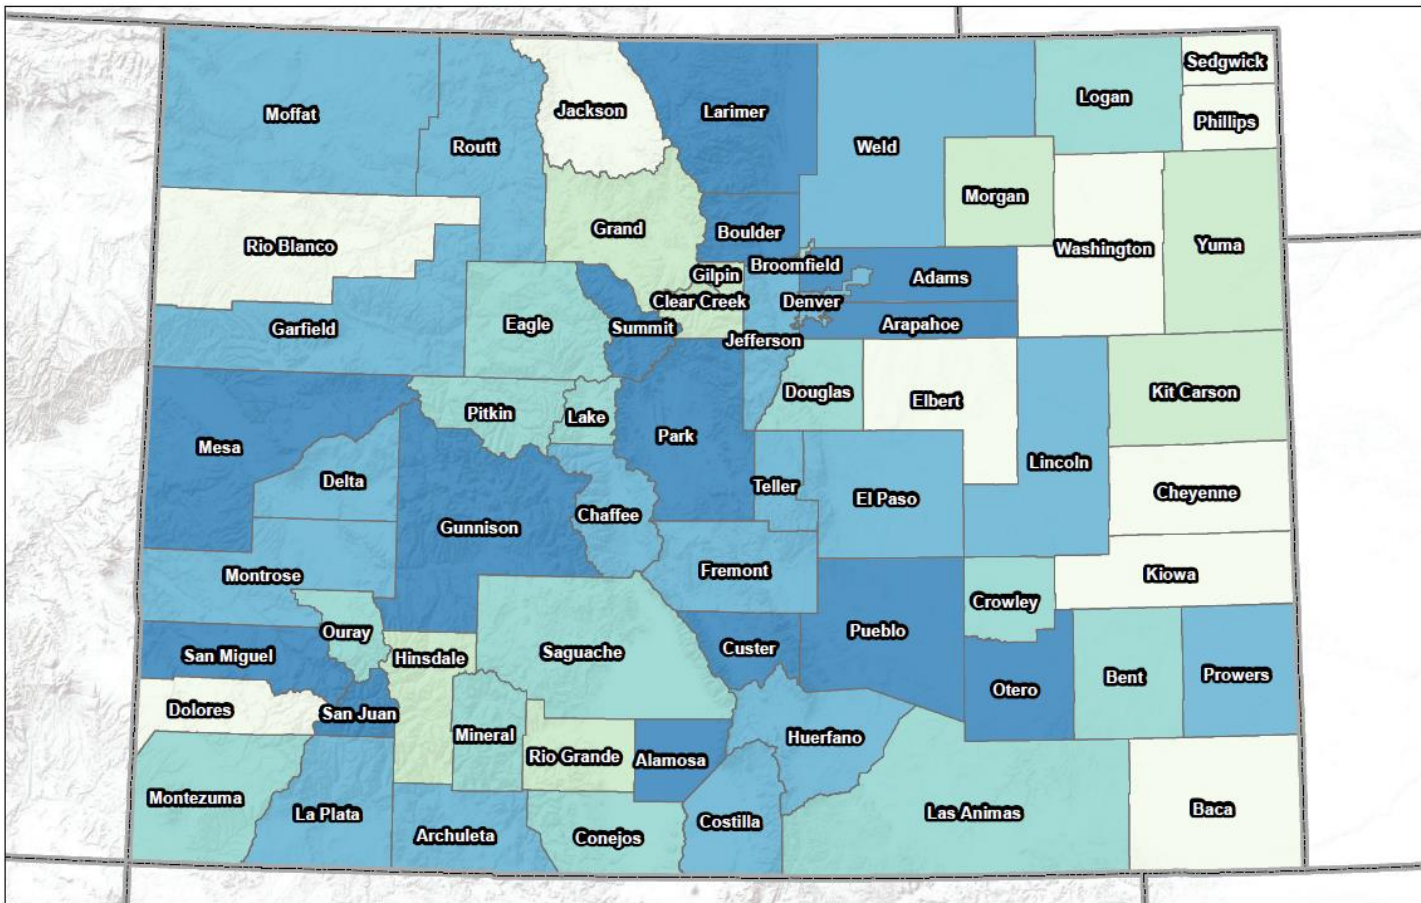 Sedgwick
Moffat
Jackson
Larimer
Logan
Phillips
Routt
Weld
Morgan
Rio Blanco
Grand
Boulder
Washington
Yuma
Gilpin
Broomfield
Adams
Clear Creek
Denver
Garfield
Eagle
Summit
Arapahoe
Jefferson
Pitkin
Lake
Douglas
Elbert
Kit Carson
Mesa
Park
Lincoln
Delta
Teller
El Paso
Cheyenne
Gunnison
Chaffee
Montrose
Fremont
Kiowa
Crowley
Ouray
Pueblo
San Miguel
Hinsdale
Saguache
Custer
Bent
Prowers
Otero
Dolores
San Juan
Mineral
Huerfano
Rio Grande
Alamosa
Montezuma
La Plata
Archuleta
Conejos
Costilla
Las Animas
Baca